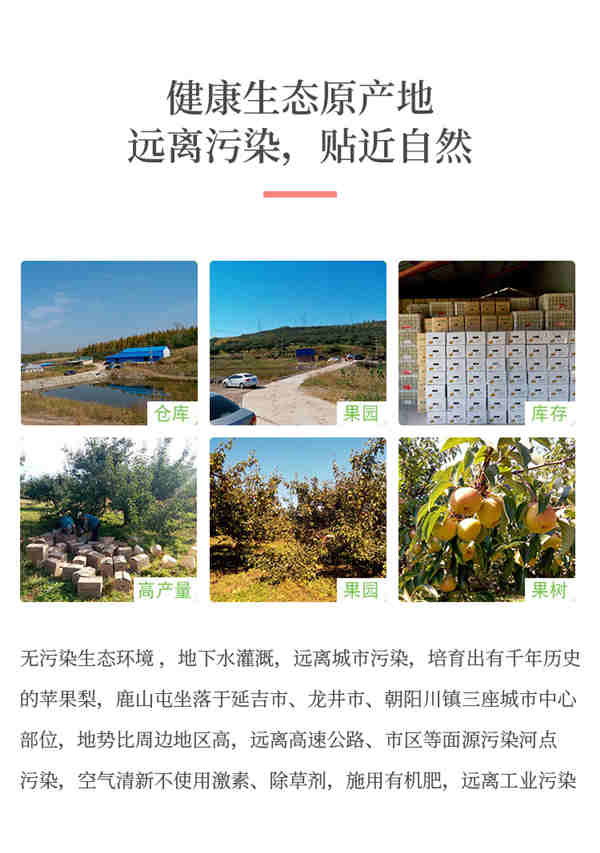 健康生态原产地
远离污染，贴近自然
仓库
果园
库存
高产量
果园
果树
无污染生态环境，地下水灌溉，远离城市污染，培育出有千年历史
的苹果梨，鹿山屯坐落于延吉市、龙井市、朝阳川镇三座城市中心
部位，地势比周边地区高，远离高速公路、市区等面源污染河点
污染，空气清新不使用激素、除草剂，施用有机肥，远离工业污染